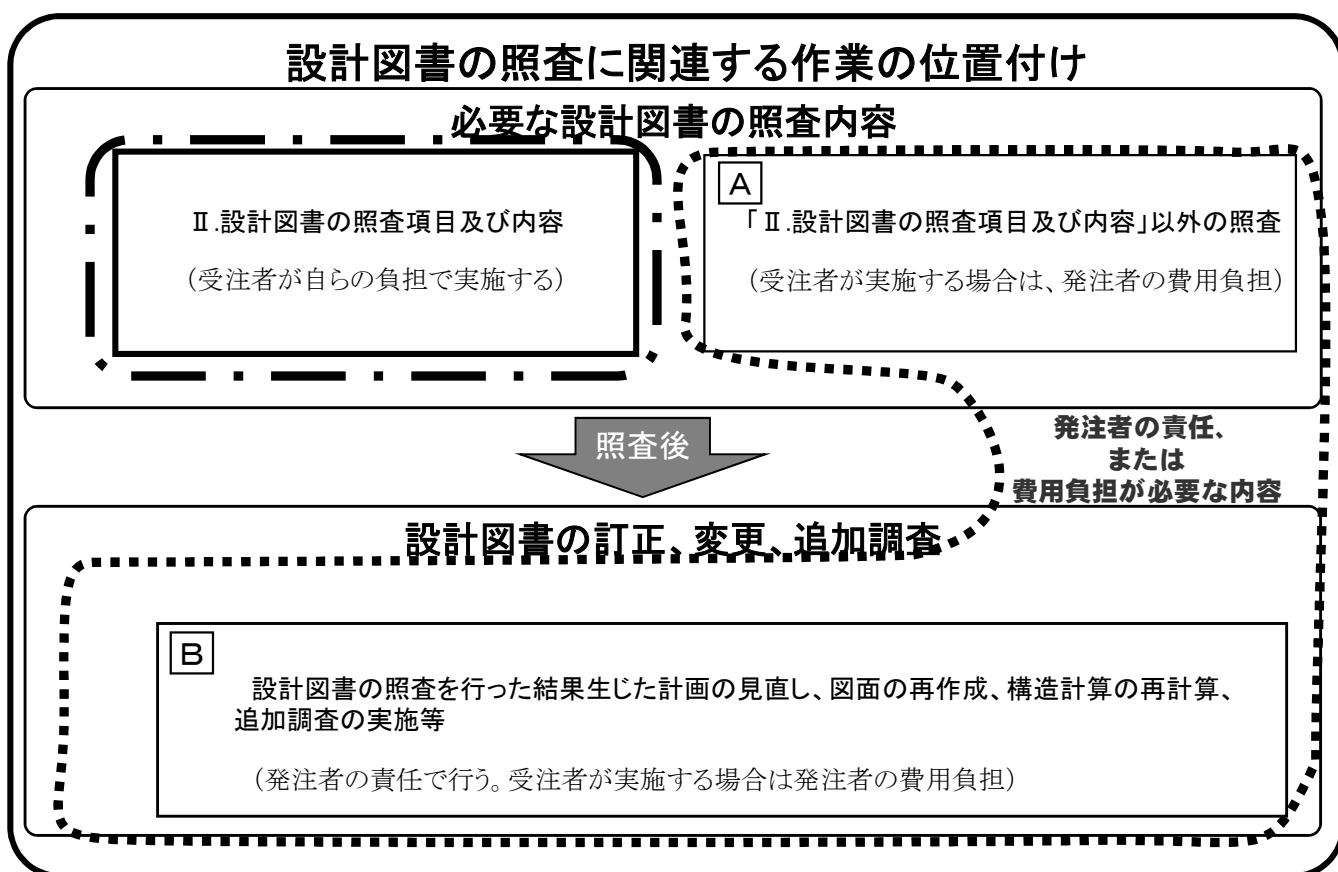 設計図書の照査に関連する作業の位置付け
必要な設計図書の照査内容
Ⅱ.設計図書の照査項目及び内容
(受注者が自らの負担で実施する)
A
「Ⅱ.設計図書の照査項目及び内容」以外の照査
(受注者が実施する場合は、発注者の費用負担)
照査後
発注者の責任、
または
費用負担が必要な内容
設計図書の訂正、変更、追加調査
B
設計図書の照査を行った結果生じた計画の見直し、図面の再作成、構造計算の再計算、
追加調査の実施等
(発注者の責任で行う。受注者が実施する場合は発注者の費用負担)